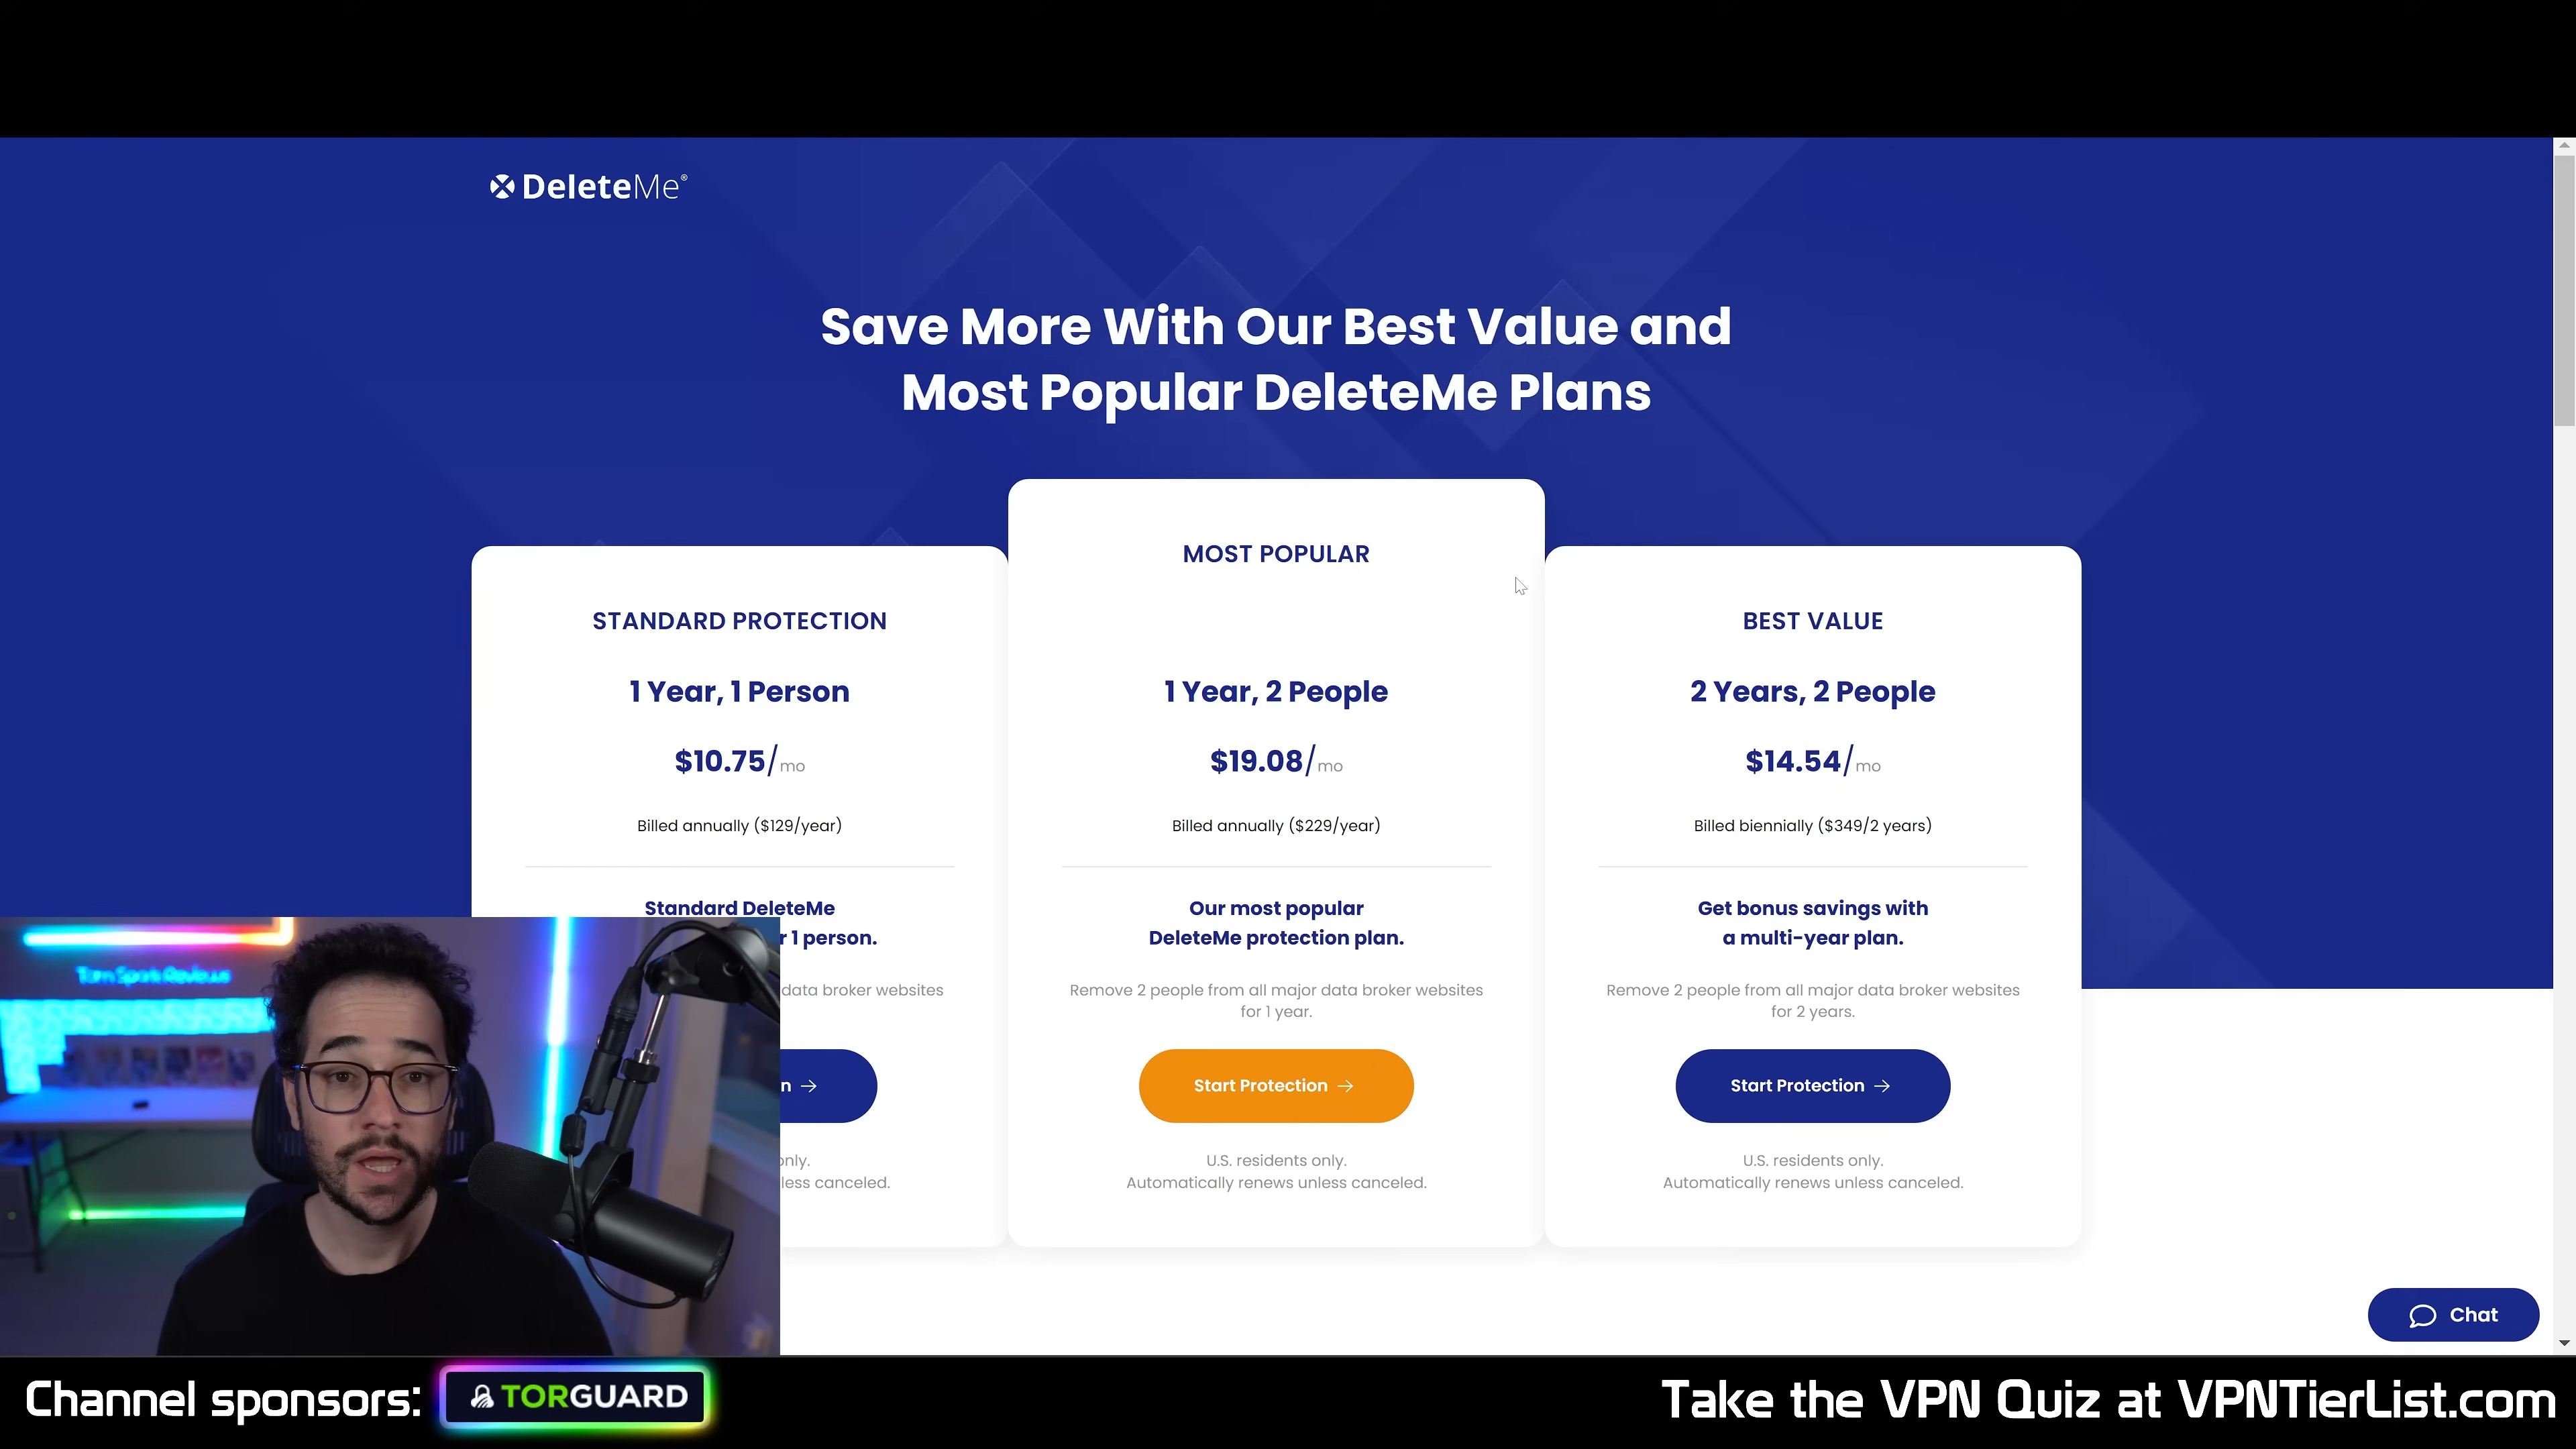 DeleteMe®
Save More With Our Best Value and
Most Popular DeleteMe Plans
STANDARD PROTECTION
1 Year, 1 Person
$10.75/mo
Billed annually ($129/year)
Standard DeleteMe
r 1 person.
data broker websites
n →
only.
less canceled.
MOST POPULAR
1 Year, 2 People
$19.08/mo
Billed annually ($229/year)
Our most popular
DeleteMe protection plan.
Remove 2 people from all major data broker websites
for 1 year.
Start Protection →
U.S. residents only.
Automatically renews unless canceled.
BEST VALUE
2 Years, 2 People
$14.54/mo
Billed biennially ($349/2 years)
Get bonus savings with
a multi-year plan.
Remove 2 people from all major data broker websites
for 2 years.
Start Protection →
U.S. residents only.
Automatically renews unless canceled.
Tom Spark Reviews
Chat
Channel sponsors: TORGUARD
Take the VPN Quiz at VPNTierList.com